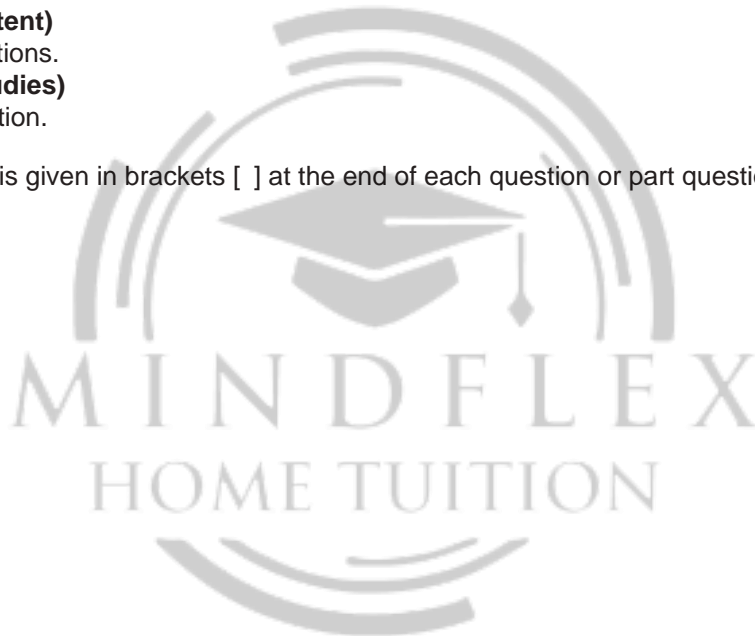 tent)
tions.
udies)
tion.
is given in brackets [ ] at the end of each question or part questi
MINDFLEX
HOME TUITION